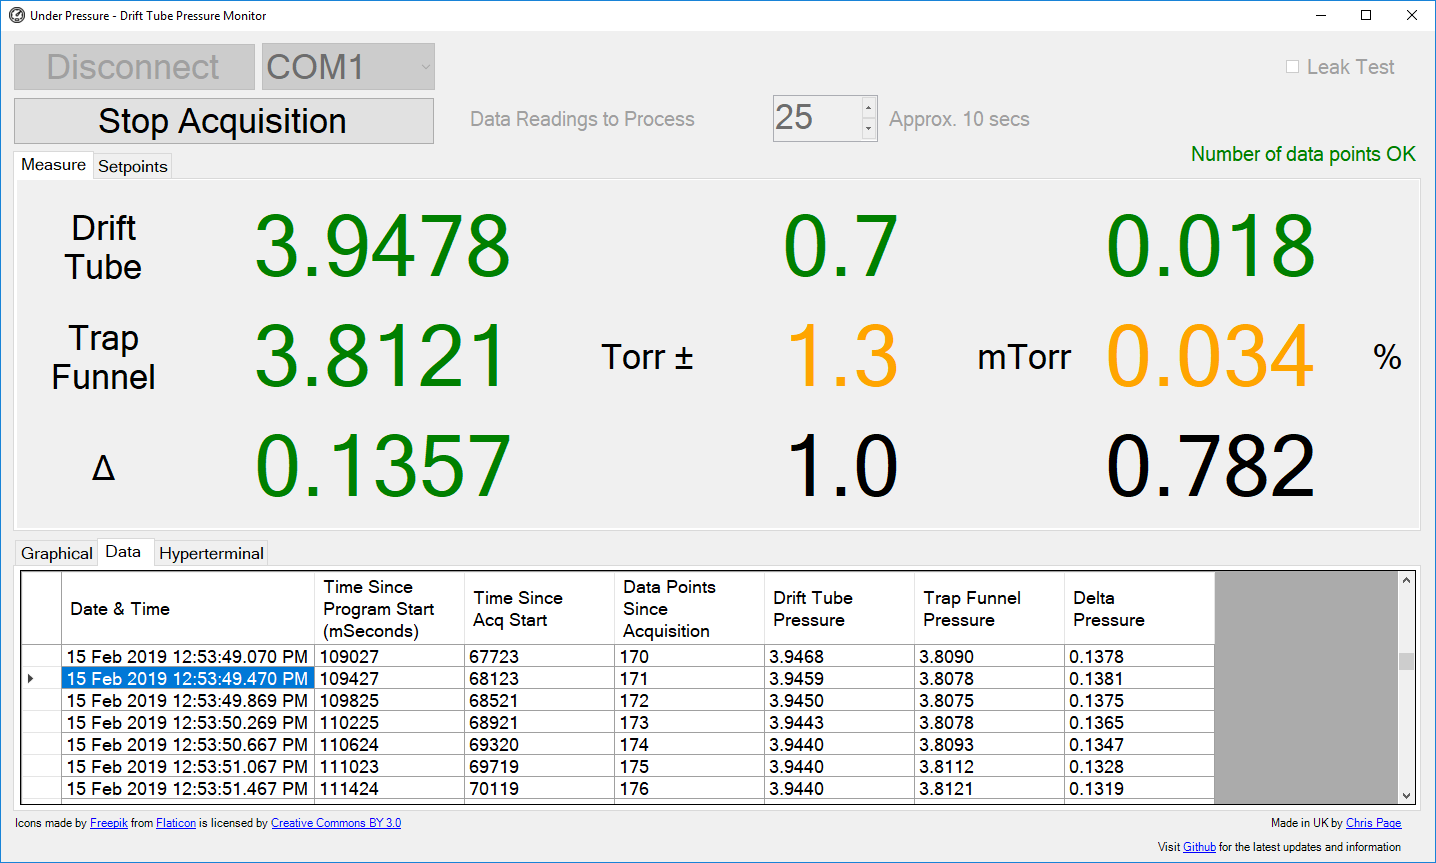 Under Pressure - Drift Tube Pressure Monitor
Disconnect COM1
Leak Test
Stop Acquisition
Data Readings to Process 25 Approx. 10 secs
Number of data points OK
Measure Setpoints
Drift
Tube
3.9478 0.7 0.018
Trap
Funnel
3.8121 Torr ± 1.3 mTorr 0.034 %
Δ 0.1357 1.0 0.782
Graphical Data Hyperterminal
Date & Time
Time Since
Program Start
(mSeconds)
Time Since
Acq Start
Data Points
Since
Acquisition
Drift Tube
Pressure
Trap Funnel
Pressure
Delta
Pressure
15 Feb 2019 12:53:49.070 PM 109027 67723 170 3.9468 3.8090 0.1378
15 Feb 2019 12:53:49.470 PM 109427 68123 171 3.9459 3.8078 0.1381
15 Feb 2019 12:53:49.869 PM 109825 68521 172 3.9450 3.8075 0.1375
15 Feb 2019 12:53:50.269 PM 110225 68921 173 3.9443 3.8078 0.1365
15 Feb 2019 12:53:50.667 PM 110624 69320 174 3.9440 3.8093 0.1347
15 Feb 2019 12:53:51.067 PM 111023 69719 175 3.9440 3.8112 0.1328
15 Feb 2019 12:53:51.467 PM 111424 70119 176 3.9440 3.8121 0.1319
Icons made by Freepik from Flaticon is licensed by Creative Commons BY 3.0
Made in UK by Chris Page
Visit Github for the latest updates and information